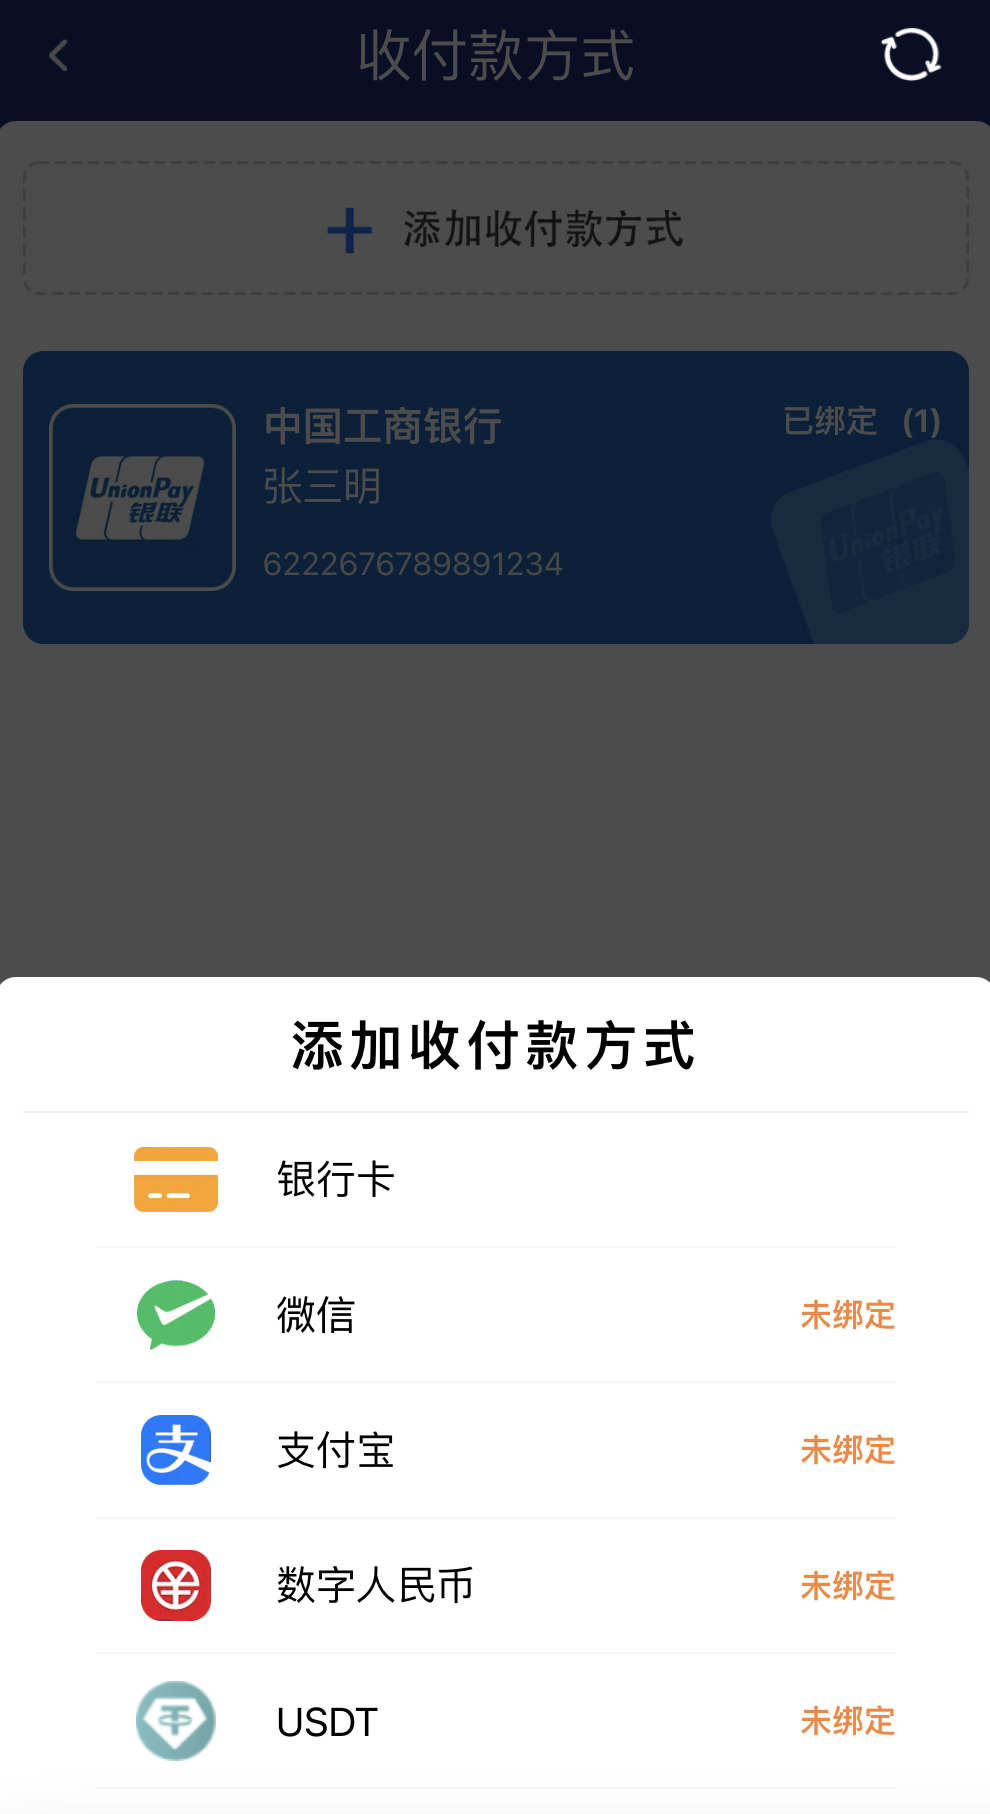 收付款方式
添加收付款方式
中国工商银行
已绑定 (1)
UnionPay
银联
张三明
6222676789891234
UnionPay
银联
添加收付款方式
银行卡
微信 未绑定
支付宝 未绑定
数字人民币 未绑定
USDT 未绑定